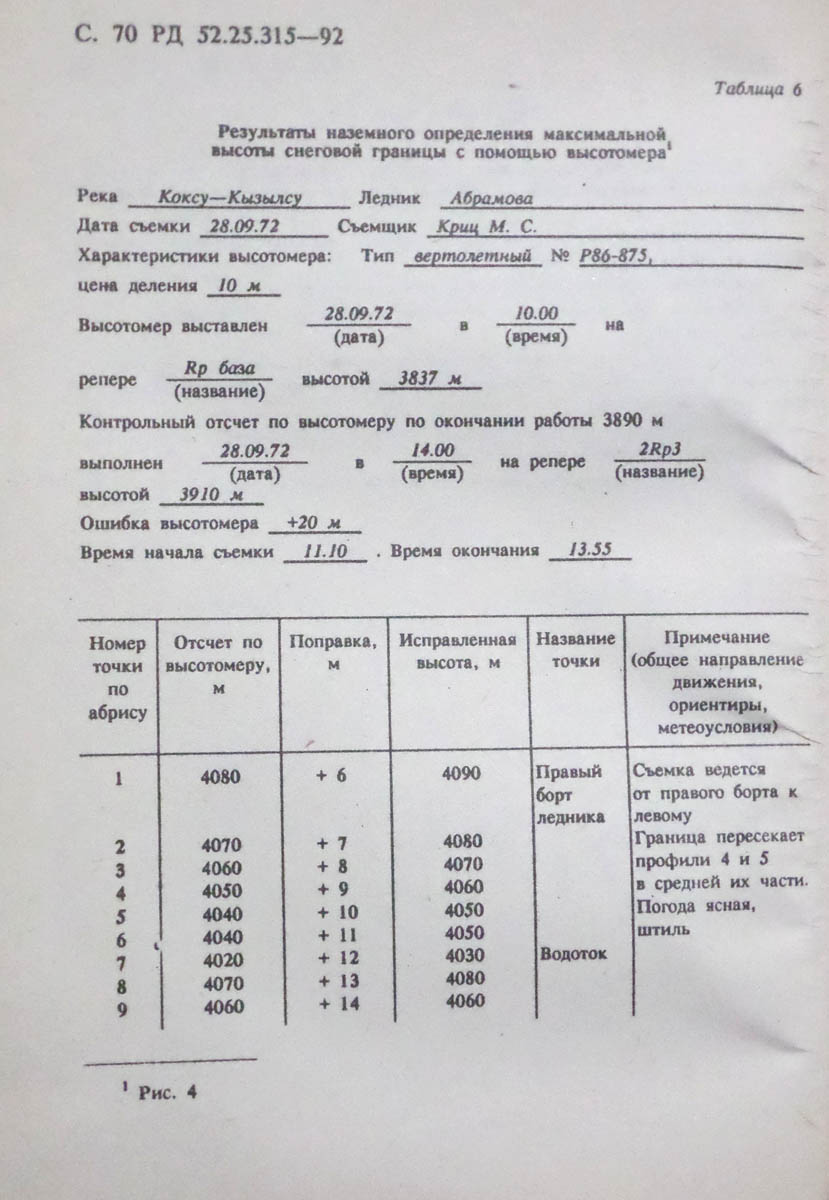 С. 70 РД 52.25.315—92
Таблица 6
Результаты наземного определения максимальной
высоты снеговой границы с помощью высотомера¹
Река Коксу—Кызылсу Ледник Абрамова
Дата съемки 28.09.72 Съемщик Криц М. С.
Характеристики высотомера: Тип вертолетный № Р86-875,
цена деления 10 м
Высотомер выставлен 28.09.72 в 10.00 на
(дата) (время)
репере Rp база высотой 3837 м
(название)
Контрольный отсчет по высотомеру по окончании работы 3890 м
выполнен 28.09.72 в 14.00 на репере 2Rp3
(дата) (время) (название)
высотой 3910 м
Ошибка высотомера +20 м
Время начала съемки 11.10 . Время окончания 13.55
Номер Отсчет по Поправка, Исправленная Название Примечание
точки высотомеру, м высота, м точки (общее направление
по м движения,
абрису ориентиры,
метеоусловия)
1 4080 + 6 4090 Правый Съемка ведется
борт от правого борта к
ледника левому
2 4070 + 7 4080 Граница пересекает
3 4060 + 8 4070 профили 4 и 5
4 4050 + 9 4060 в средней их части.
5 4040 + 10 4050 Погода ясная,
6 4040 + 11 4050 штиль
7 4020 + 12 4030 Водоток
8 4070 + 13 4080
9 4060 + 14 4060
¹ Рис. 4